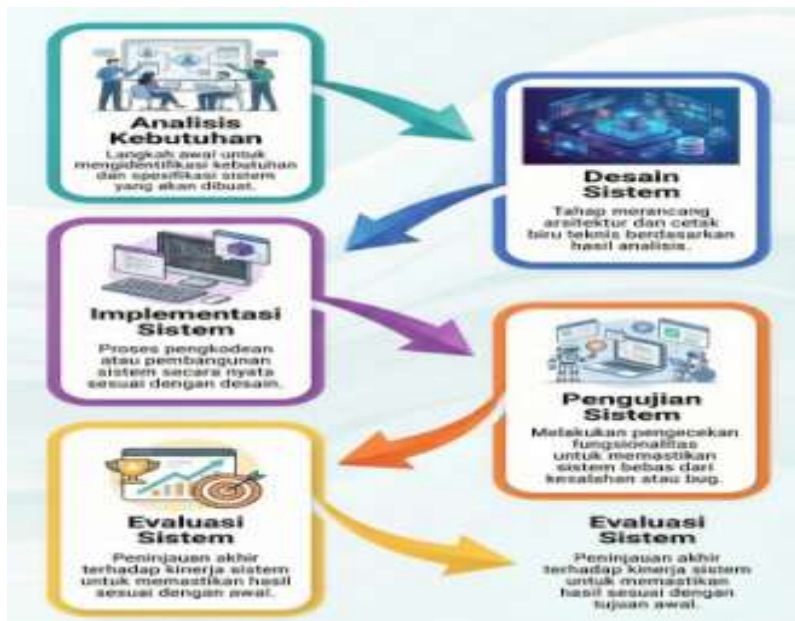 Analisis
Kebutuhan
Langkah awal untuk
mengidentifikasi kebutuhan
dan spesifikasi sistem
yang akan dibuat.
Desain
Sistem
Tahap merancang
arsitektur dan cetak
biru teknis berdasarkan
hasil analisis.
Implementasi
Sistem
Proses pengkodean
atau pembangunan
sistem secara nyata
sesuai dengan desain.
Pengujian
Sistem
Melakukan pengecekan
fungsionalitas
untuk memastikan
sistem bebas dari
kesalahan atau bug.
Evaluasi
Sistem
Peninjauan akhir
terhadap kinerja sistem
untuk memastikan hasil
sesuai dengan awal.
Evaluasi
Sistem
Peninjauan akhir
terhadap kinerja sistem
untuk memastikan
hasil sesuai dengan
tujuan awal.